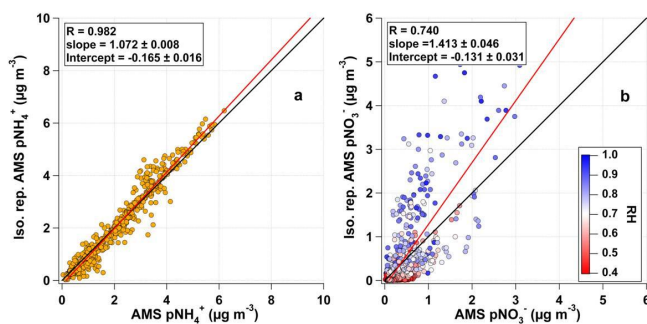 R = 0.982
slope = 1.072 ± 0.008
Intercept = -0.165 ± 0.016
a
Iso. rep. AMS pNH₄⁺ (µg m⁻³)
10
8
6
4
2
0
0 2 4 6 8 10
AMS pNH₄⁺ (µg m⁻³)
R = 0.740
slope =1.413 ± 0.046
Intercept = -0.131 ± 0.031
b
Iso. rep. AMS pNO₃⁻ (µg m⁻³)
6
5
4
3
2
1
0
0 1 2 3 4 5 6
AMS pNO₃⁻ (µg m⁻³)
1.0
0.9
0.8
0.7
0.6
0.5
0.4
RH